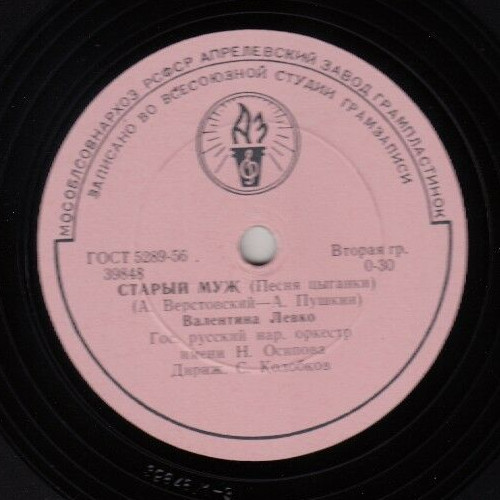 МОСОБЛСОВНАРХОЗ РСФСР АПРЕЛЕВСКИЙ ЗАВОД ГРАМПЛАСТИНОК
ЗАПИСАНО ВО ВСЕСОЮЗНОЙ СТУДИИ ГРАМЗАПИСИ
АЗ
ГОСТ 5289-56 .
Вторая гр.
39848
0-30
СТАРЫЙ МУЖ (Песня цыганки)
(А. Верстовский—А. Пушкин)
Валентина Левко
Гос. русский нар. оркестр
имени Н. Осипова
Дириж. С. Колобков